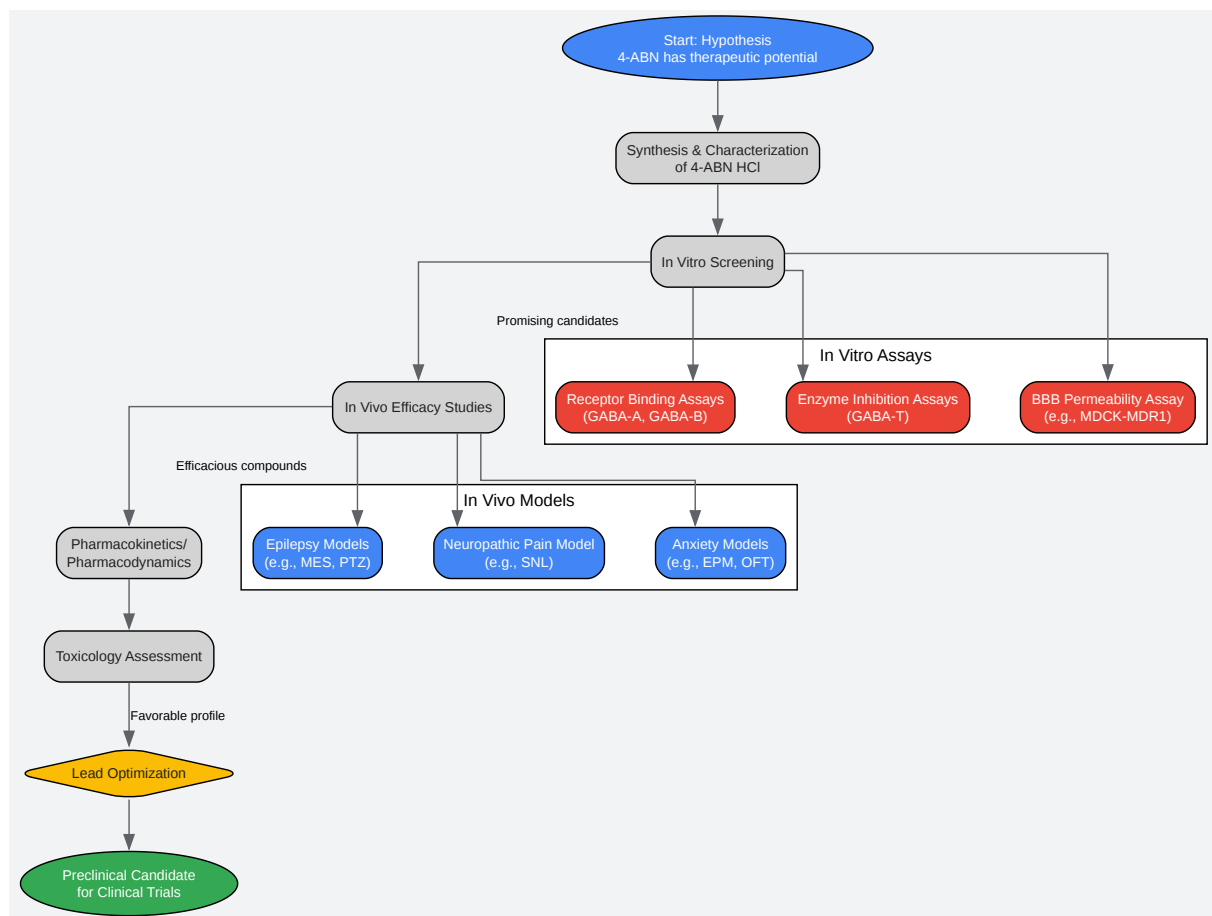 Start: Hypothesis
4-ABN has therapeutic potential
Synthesis & Characterization
of 4-ABN HCl
In Vitro Screening
Promising candidates
In Vitro Assays
Receptor Binding Assays
(GABA-A, GABA-B)
Enzyme Inhibition Assays
(GABA-T)
BBB Permeability Assay
(e.g., MDCK-MDR1)
In Vivo Efficacy Studies
Efficacious compounds
In Vivo Models
Epilepsy Models
(e.g., MES, PTZ)
Neuropathic Pain Model
(e.g., SNL)
Anxiety Models
(e.g., EPM, OFT)
Pharmacokinetics/
Pharmacodynamics
Toxicology Assessment
Favorable profile
Lead Optimization
Preclinical Candidate
for Clinical Trials